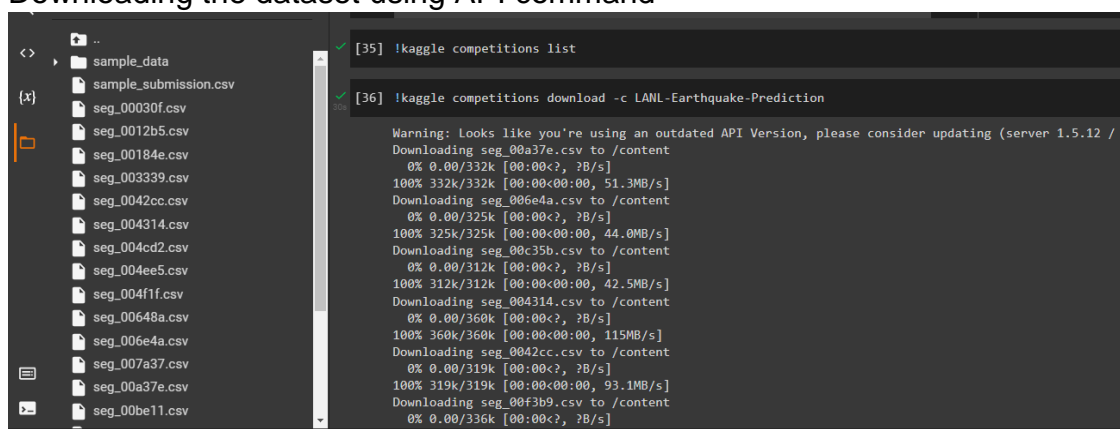 Downloading the dataset using API command
<>
{x}
..
sample_data
sample_submission.csv
seg_00030f.csv
seg_0012b5.csv
seg_00184e.csv
seg_003339.csv
seg_0042cc.csv
seg_004314.csv
seg_004cd2.csv
seg_004ee5.csv
seg_004f1f.csv
seg_00648a.csv
seg_006e4a.csv
seg_007a37.csv
seg_00a37e.csv
seg_00be11.csv
[35] !kaggle competitions list
[36] !kaggle competitions download -c LANL-Earthquake-Prediction
Warning: Looks like you're using an outdated API Version, please consider updating (server 1.5.12 /
Downloading seg_00a37e.csv to /content
0% 0.00/332k [00:00<?, ?B/s]
100% 332k/332k [00:00<00:00, 51.3MB/s]
Downloading seg_006e4a.csv to /content
0% 0.00/325k [00:00<?, ?B/s]
100% 325k/325k [00:00<00:00, 44.0MB/s]
Downloading seg_00c35b.csv to /content
0% 0.00/312k [00:00<?, ?B/s]
100% 312k/312k [00:00<00:00, 42.5MB/s]
Downloading seg_004314.csv to /content
0% 0.00/360k [00:00<?, ?B/s]
100% 360k/360k [00:00<00:00, 115MB/s]
Downloading seg_0042cc.csv to /content
0% 0.00/319k [00:00<?, ?B/s]
100% 319k/319k [00:00<00:00, 93.1MB/s]
Downloading seg_00f3b9.csv to /content
0% 0.00/336k [00:00<?, ?B/s]